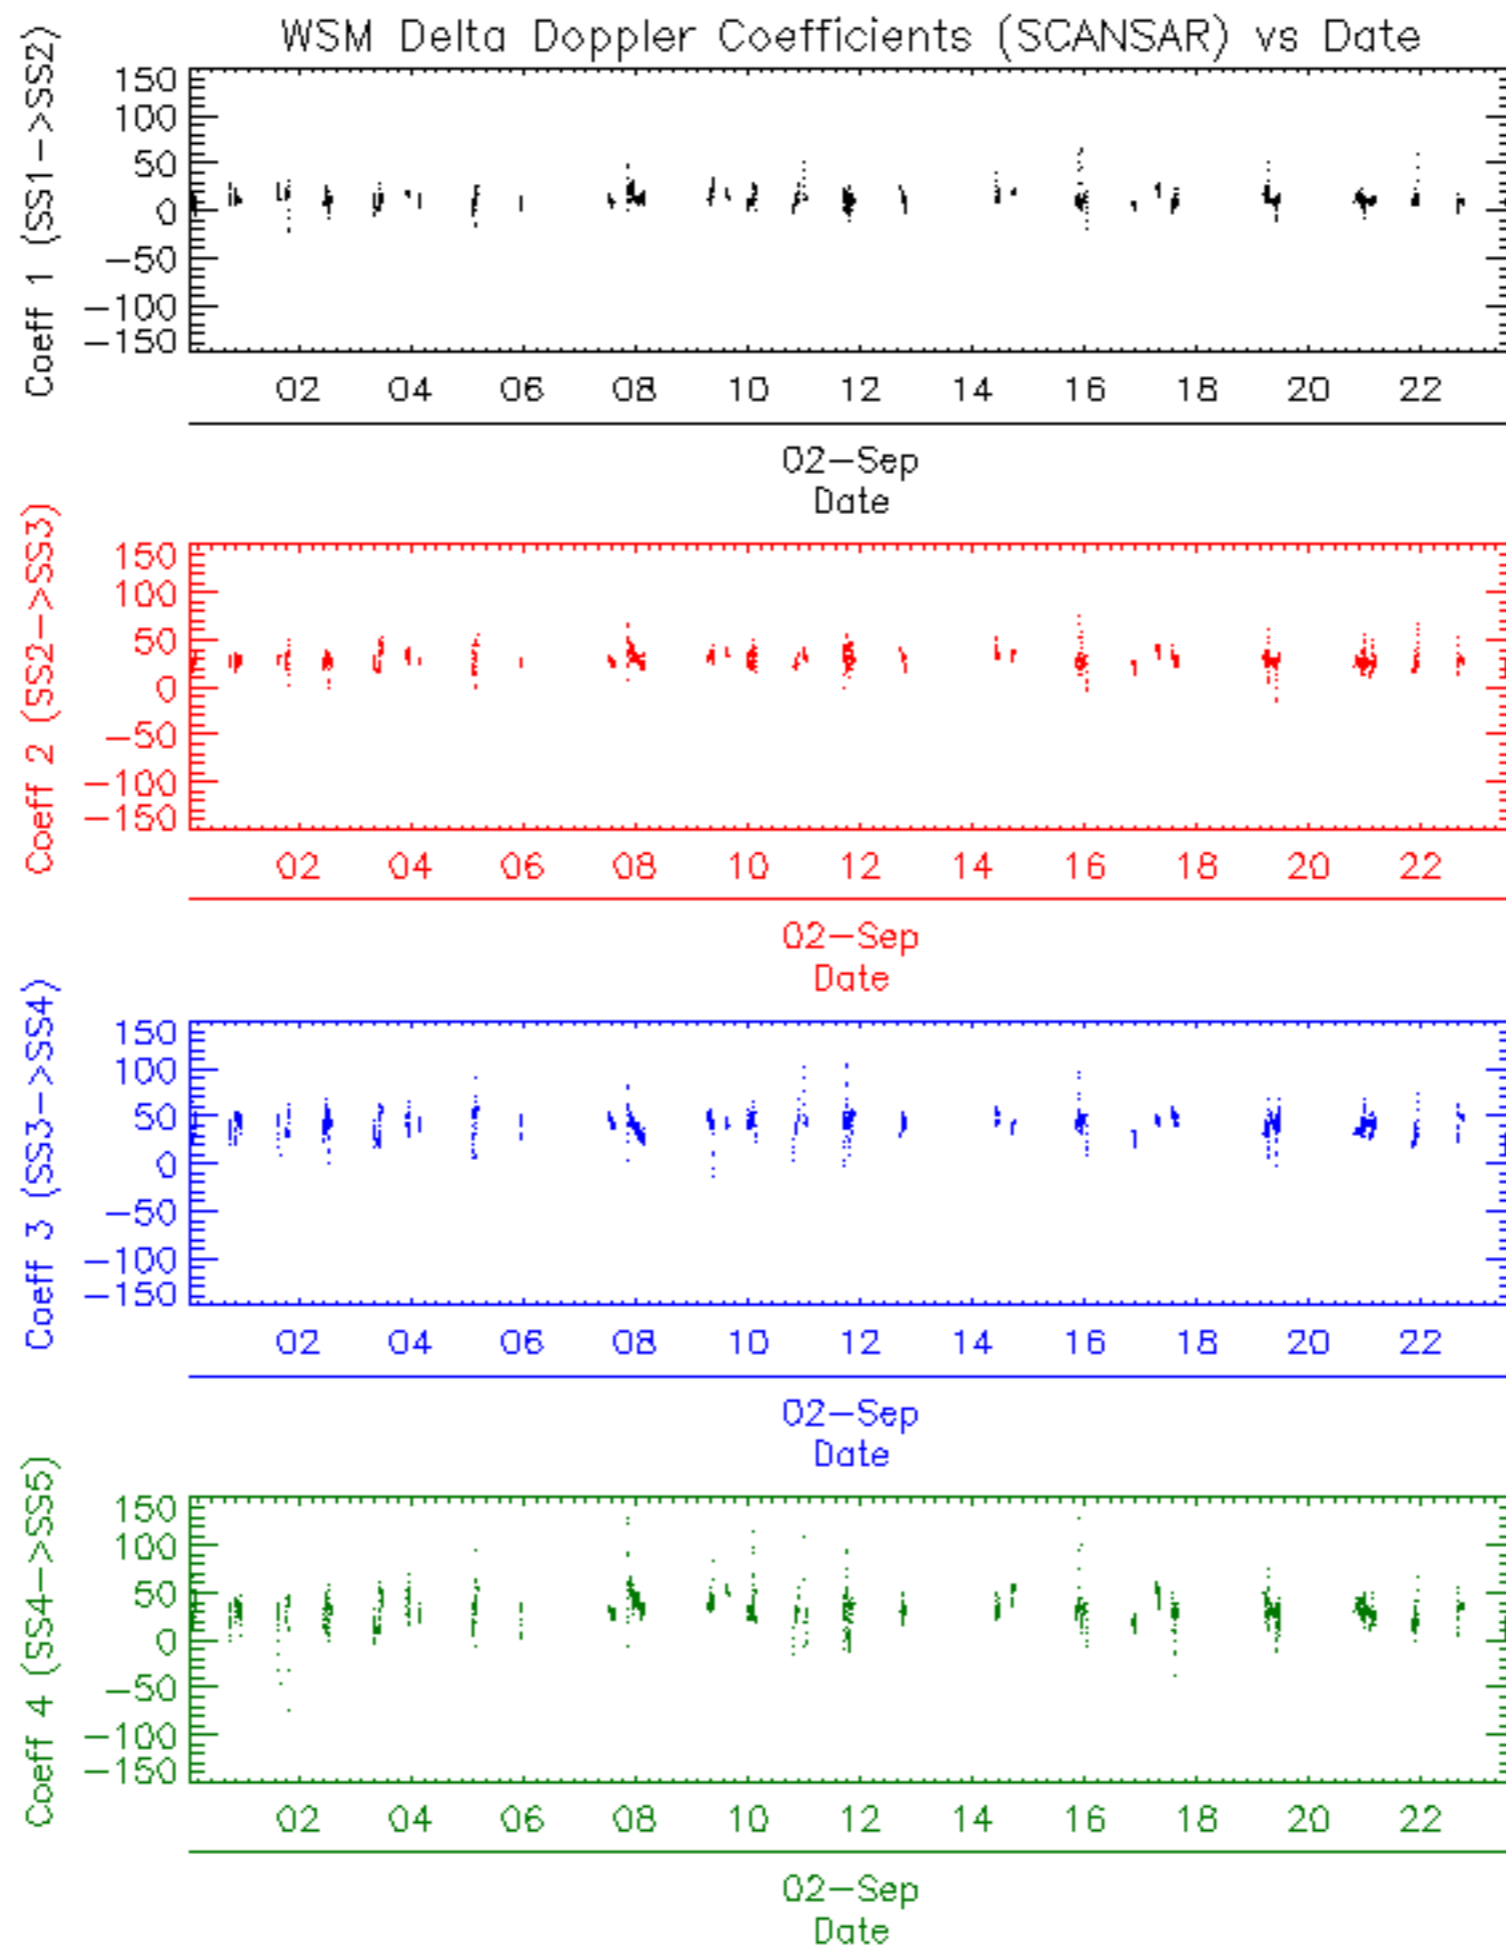 WSM Delta Doppler Coefficients (SCANSAR) vs Date
Coeff 1 (SS1->SS2)
150
100
50
0
-50
-100
-150
02 04 06 08 10 12 14 16 18 20 22
02-Sep
Date
Coeff 2 (SS2->SS3)
150
100
50
0
-50
-100
-150
02 04 06 08 10 12 14 16 18 20 22
02-Sep
Date
Coeff 3 (SS3->SS4)
150
100
50
0
-50
-100
-150
02 04 06 08 10 12 14 16 18 20 22
02-Sep
Date
Coeff 4 (SS4->SS5)
150
100
50
0
-50
-100
-150
02 04 06 08 10 12 14 16 18 20 22
02-Sep
Date